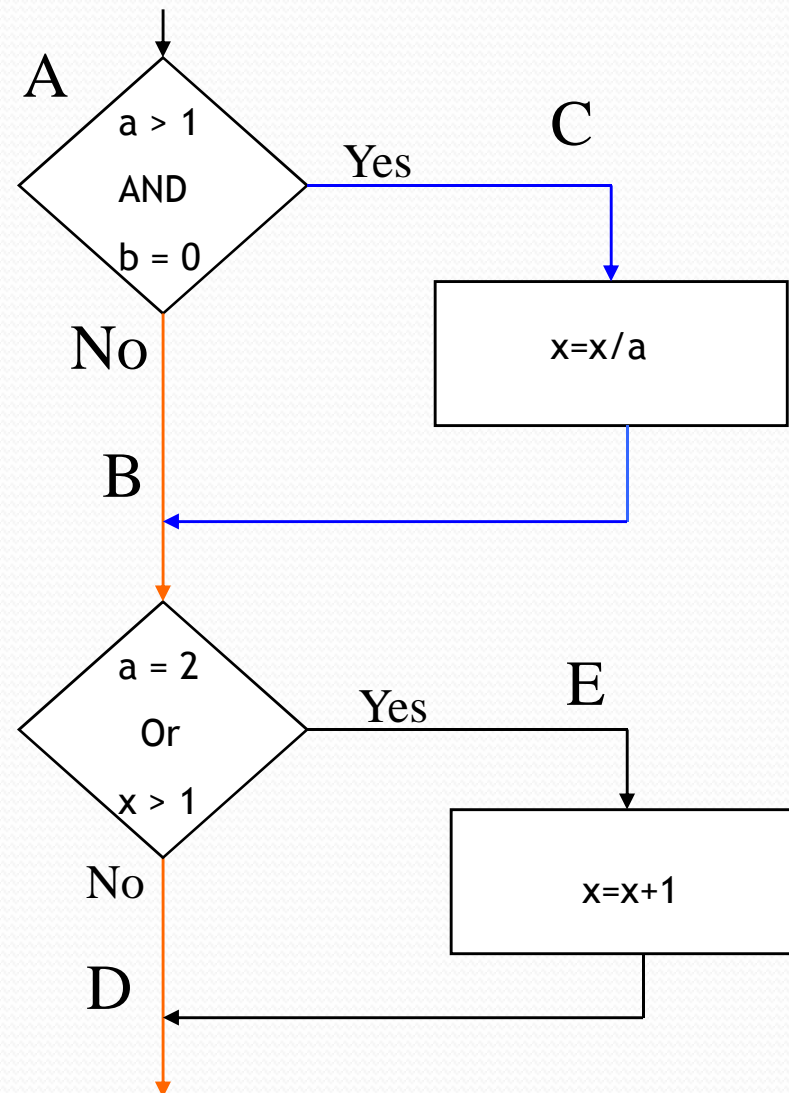 A
a > 1
AND
b = 0
Yes
C
x=x/a
No
B
a = 2
Or
x > 1
Yes
E
x=x+1
No
D